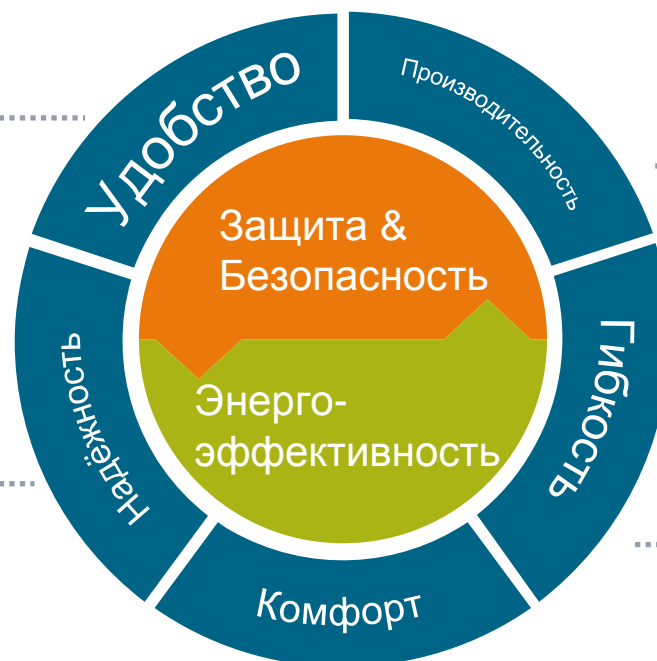 Удобство
Производительность
Защита &
Безопасность
Гибкость
Надёжность
Энерго-
эффективность
Комфорт